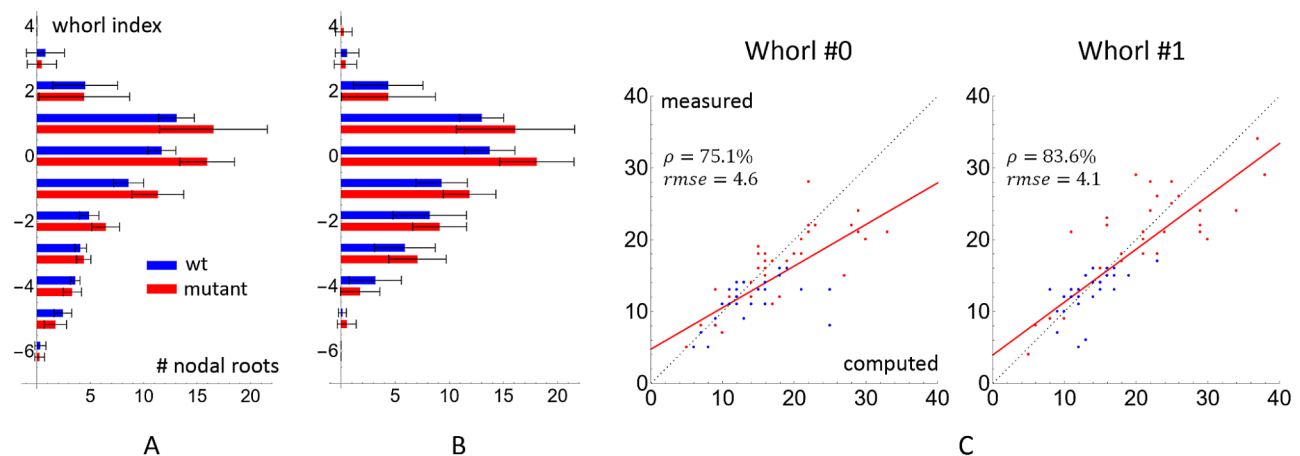 4
whorl index
2
0
−2
−4
−6
wt
mutant
# nodal roots
5 10 15 20
A
4
2
0
−2
−4
−6
5 10 15 20
B
Whorl #0
40
measured
30
20
10
0
ρ = 75.1%
rmse = 4.6
computed
0 10 20 30 40
Whorl #1
40
30
20
10
0
ρ = 83.6%
rmse = 4.1
0 10 20 30 40
C